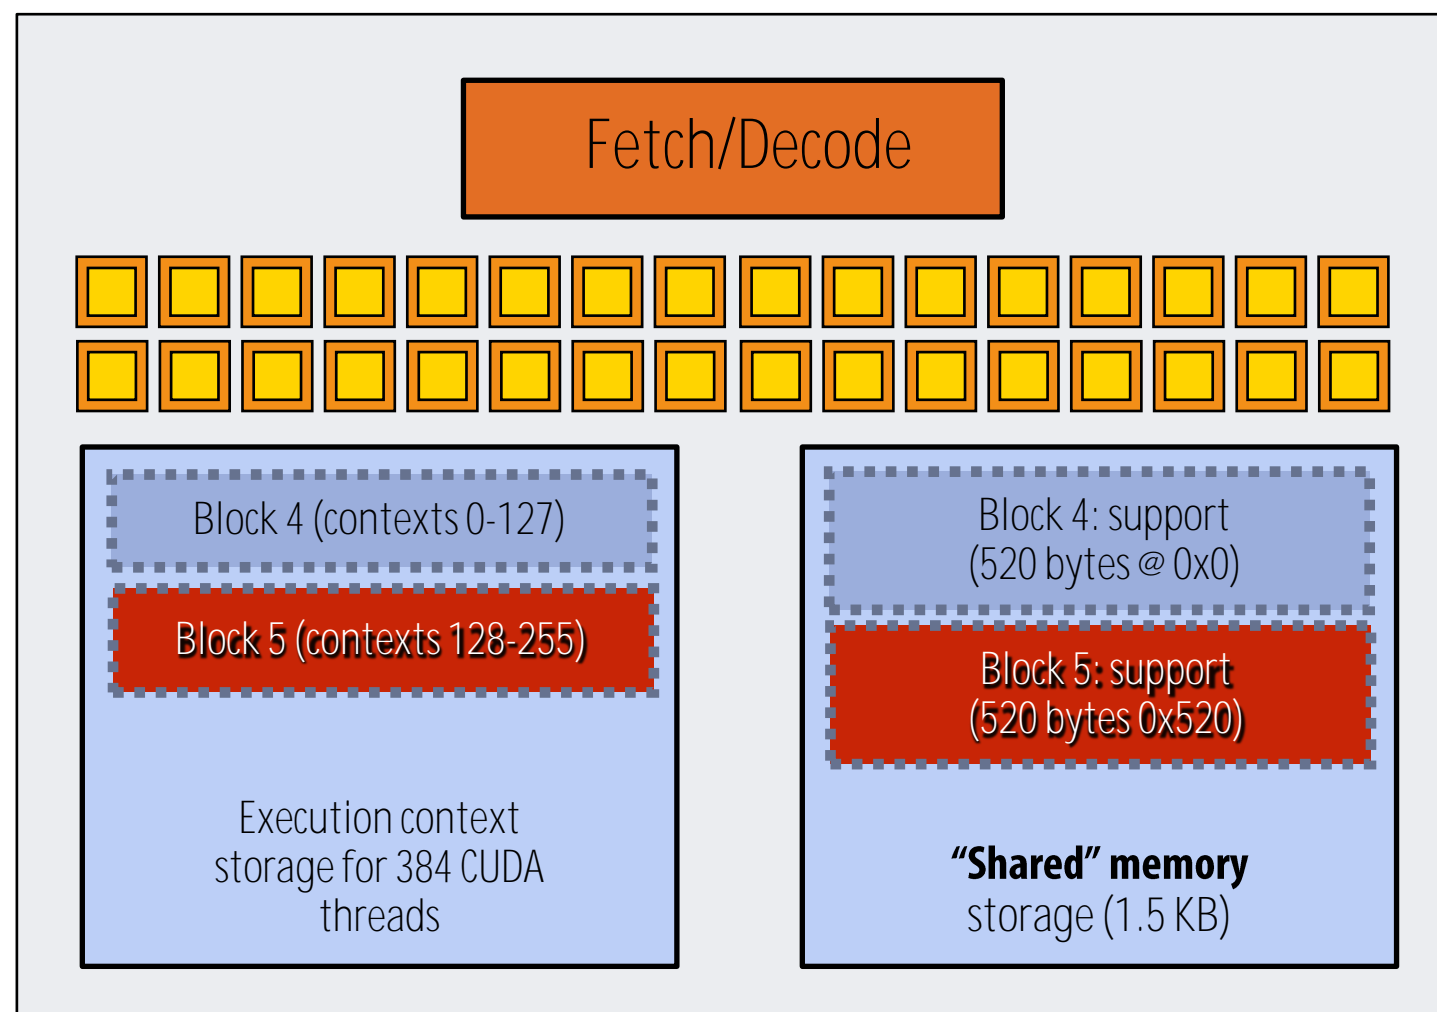 Fetch/Decode
Block 4 (contexts 0-127)
Block 5 (contexts 128-255)
Execution context
storage for 384 CUDA
threads
Block 4: support
(520 bytes @ 0x0)
Block 5: support
(520 bytes 0x520)
“Shared” memory
storage (1.5 KB)